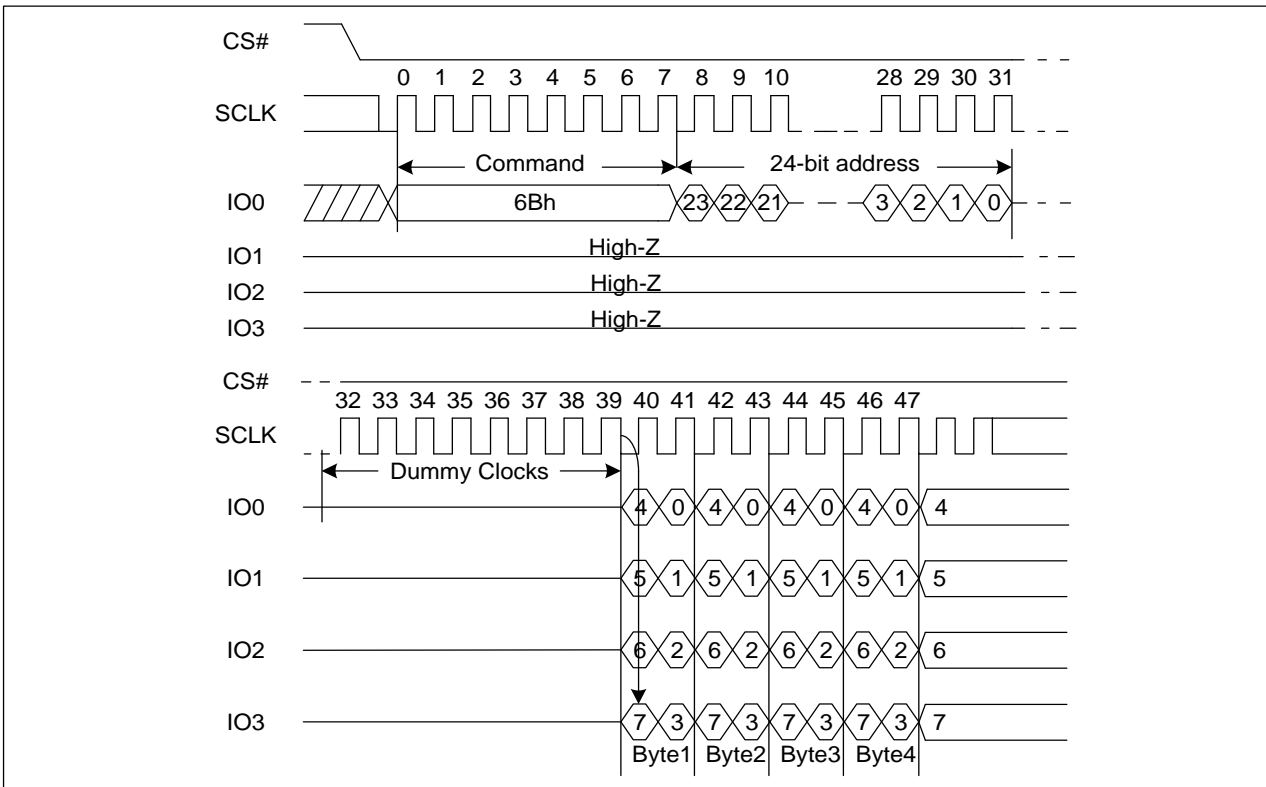 CS#
0 1 2 3 4 5 6 7 8 9 10 28 29 30 31
SCLK
Command 24-bit address
IO0 6Bh 23 22 21 3 2 1 0
IO1 High-Z
IO2 High-Z
IO3 High-Z
CS#
32 33 34 35 36 37 38 39 40 41 42 43 44 45 46 47
SCLK
Dummy Clocks
IO0 4 0 4 0 4 0 4 0 4
IO1 5 1 5 1 5 1 5 1 5
IO2 6 2 6 2 6 2 6 2 6
IO3 7 3 7 3 7 3 7 3 7
Byte1 Byte2 Byte3 Byte4